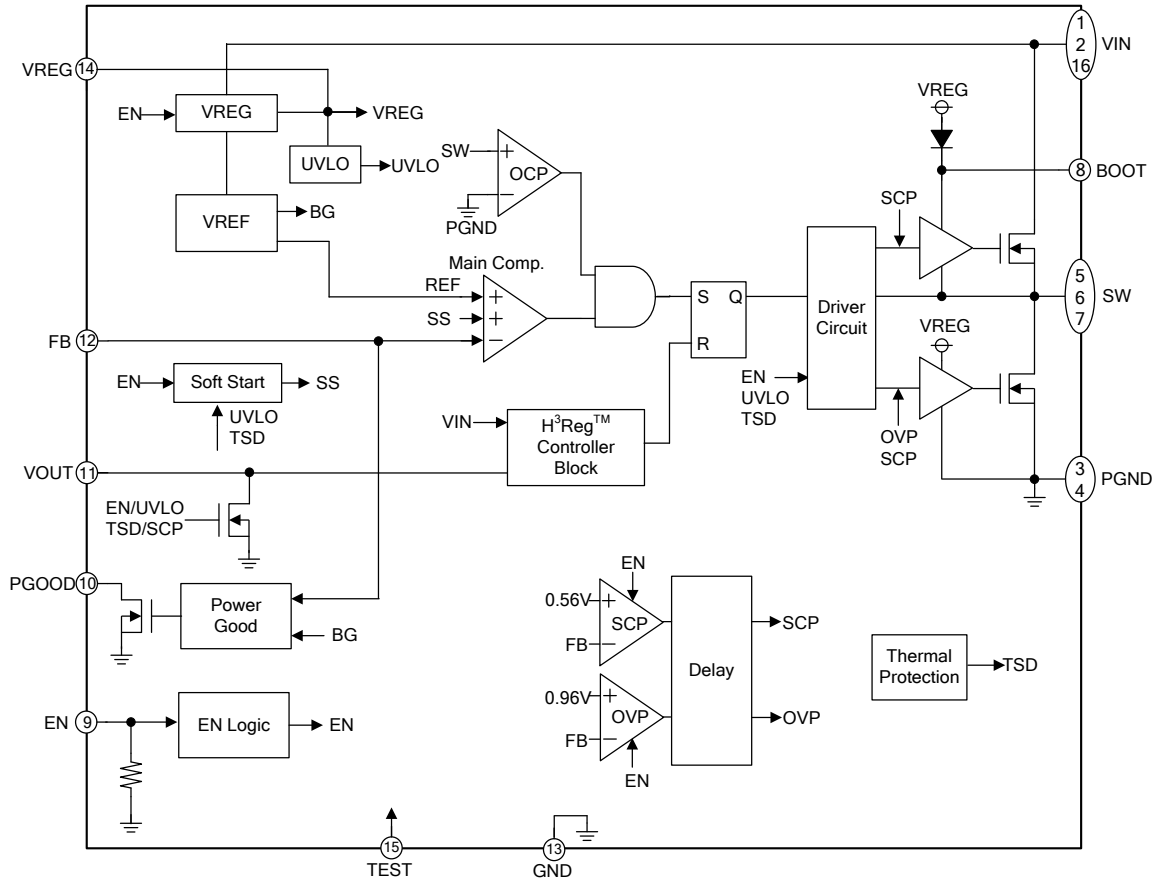 1
2
16
VIN
VREG
14
EN
VREG
VREG
UVLO
UVLO
VREF
BG
SW
+
−
OCP
PGND
VREG
8
BOOT
SCP
Main Comp.
REF
+
SS
+
−
S
Q
R
Driver
Circuit
5
6
7
SW
FB
12
VREG
EN
Soft Start
SS
UVLO
TSD
EN
UVLO
TSD
OVP
SCP
VIN
H³Reg™
Controller
Block
VOUT
11
3
4
PGND
EN/UVLO
TSD/SCP
PGOOD
10
Power
Good
BG
EN
0.56V
+
SCP
FB
−
SCP
Delay
Thermal
Protection
TSD
0.96V
+
OVP
FB
−
OVP
EN
EN
9
EN Logic
EN
15
TEST
13
GND